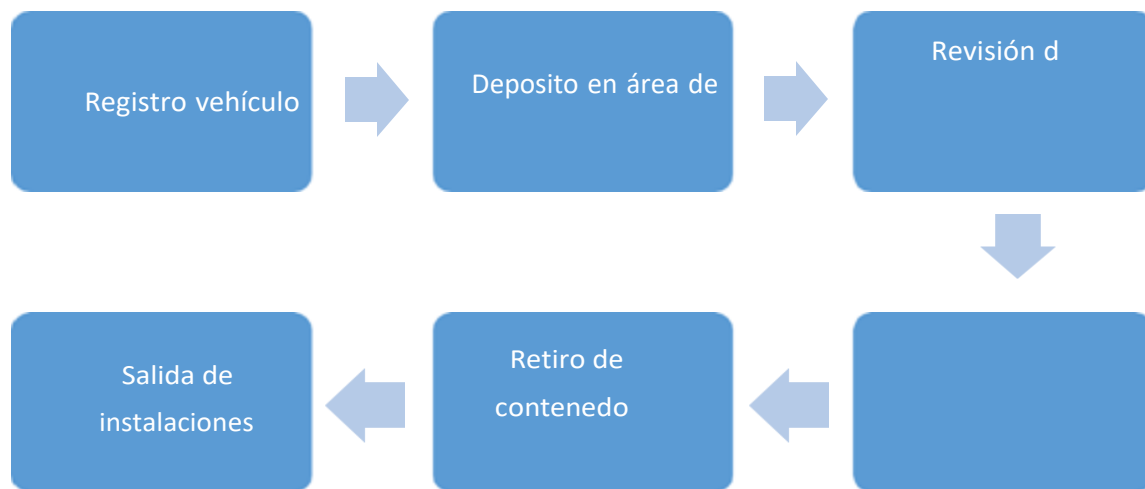 Registro vehículo
Deposito en área de
Revisión d
Retiro de
contenedo
Salida de
instalaciones